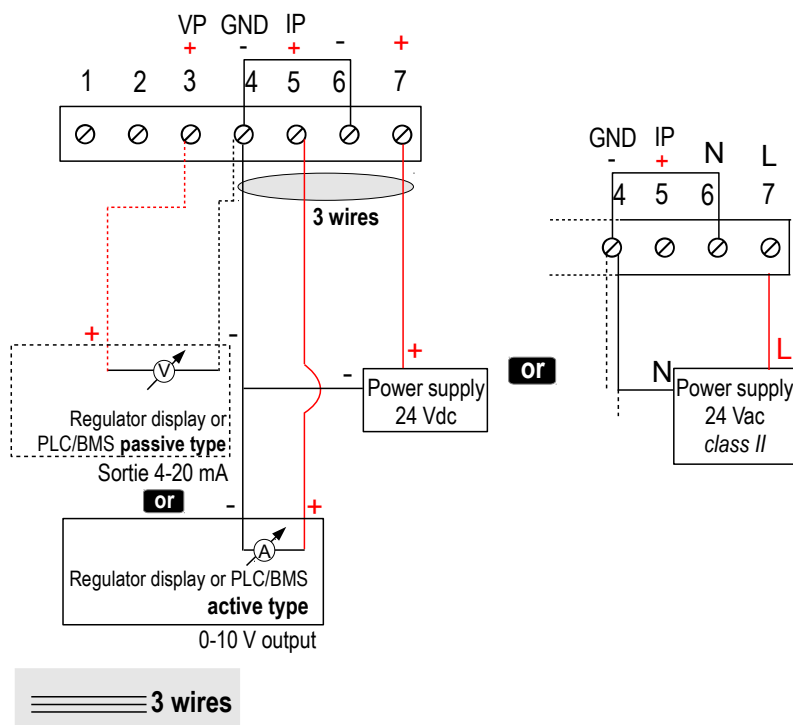 VP GND IP
+ - + - +
1 2 3 4 5 6 7
3 wires
GND IP N L
- +
4 5 6 7
+ -
V
Regulator display or
PLC/BMS passive type
Sortie 4-20 mA
or
- +
A
Regulator display or PLC/BMS
active type
0-10 V output
- +
Power supply
24 Vdc
or
N L
Power supply
24 Vac
class II
3 wires